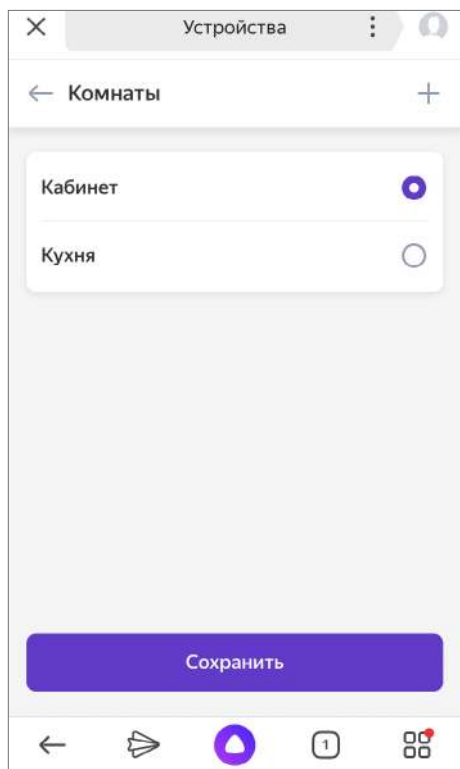 Устройства
Комнаты
Кабинет
Кухня
Сохранить
1